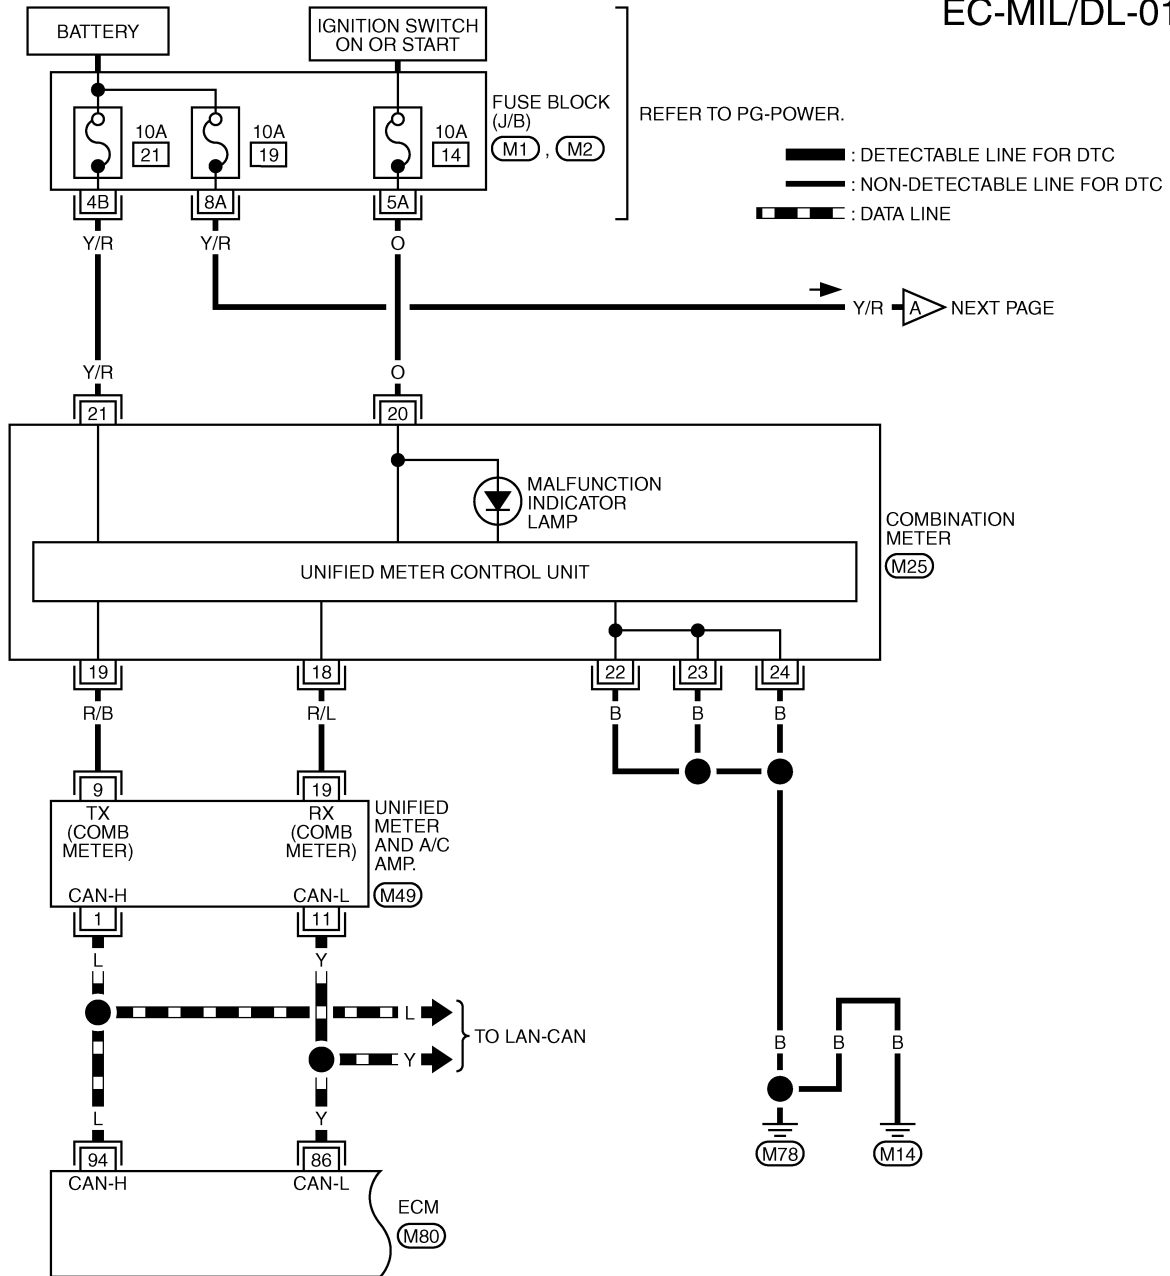 EC-MIL/DL-01
BATTERY
IGNITION SWITCH
ON OR START
10A
21
10A
19
10A
14
FUSE BLOCK
(J/B)
M1 , M2
REFER TO PG-POWER.
: DETECTABLE LINE FOR DTC
: NON-DETECTABLE LINE FOR DTC
: DATA LINE
4B
8A
5A
Y/R
Y/R
O
Y/R
A
NEXT PAGE
Y/R
O
21
20
MALFUNCTION
INDICATOR
LAMP
COMBINATION
METER
M25
UNIFIED METER CONTROL UNIT
19
18
22
23
24
R/B
R/L
B
B
B
9
19
TX
(COMB
METER)
RX
(COMB
METER)
UNIFIED
METER
AND A/C
AMP.
M49
CAN-H
CAN-L
1
11
L
Y
L
Y
TO LAN-CAN
B
B
B
L
Y
M78
M14
94
86
CAN-H
CAN-L
ECM
M80